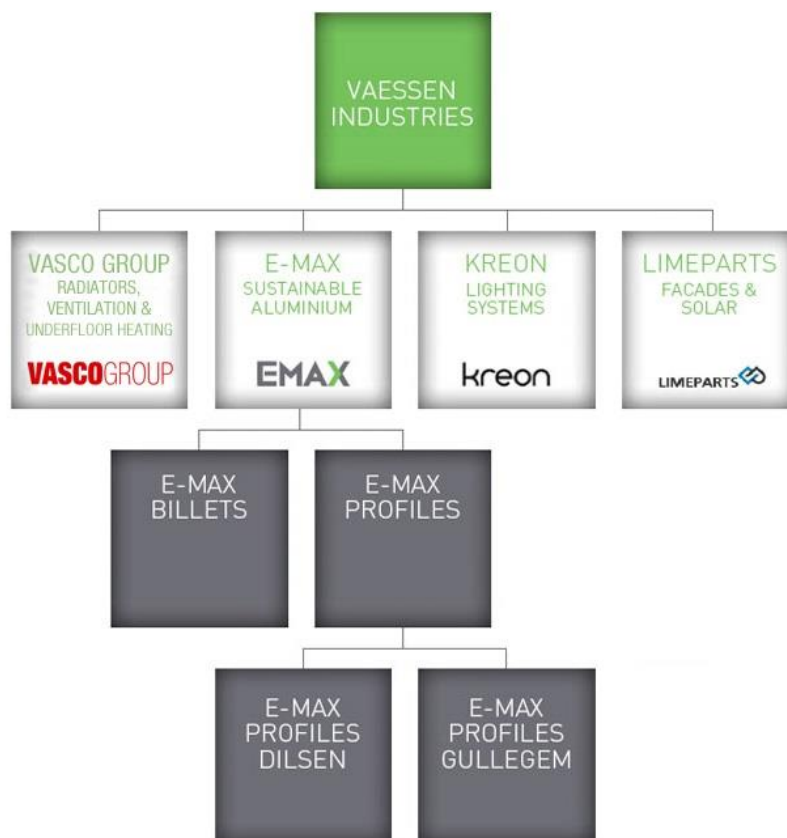 VAESSEN
INDUSTRIES
VASCO GROUP
RADIATORS,
VENTILATION &
UNDERFLOOR HEATING
VASCOGROUP
E-MAX
SUSTAINABLE
ALUMINIUM
EMAX
KREON
LIGHTING
SYSTEMS
kreon
LIMEPARTS
FACADES &
SOLAR
LIMEPARTS
E-MAX
BILLETS
E-MAX
PROFILES
E-MAX
PROFILES
DILSEN
E-MAX
PROFILES
GULLEGEM